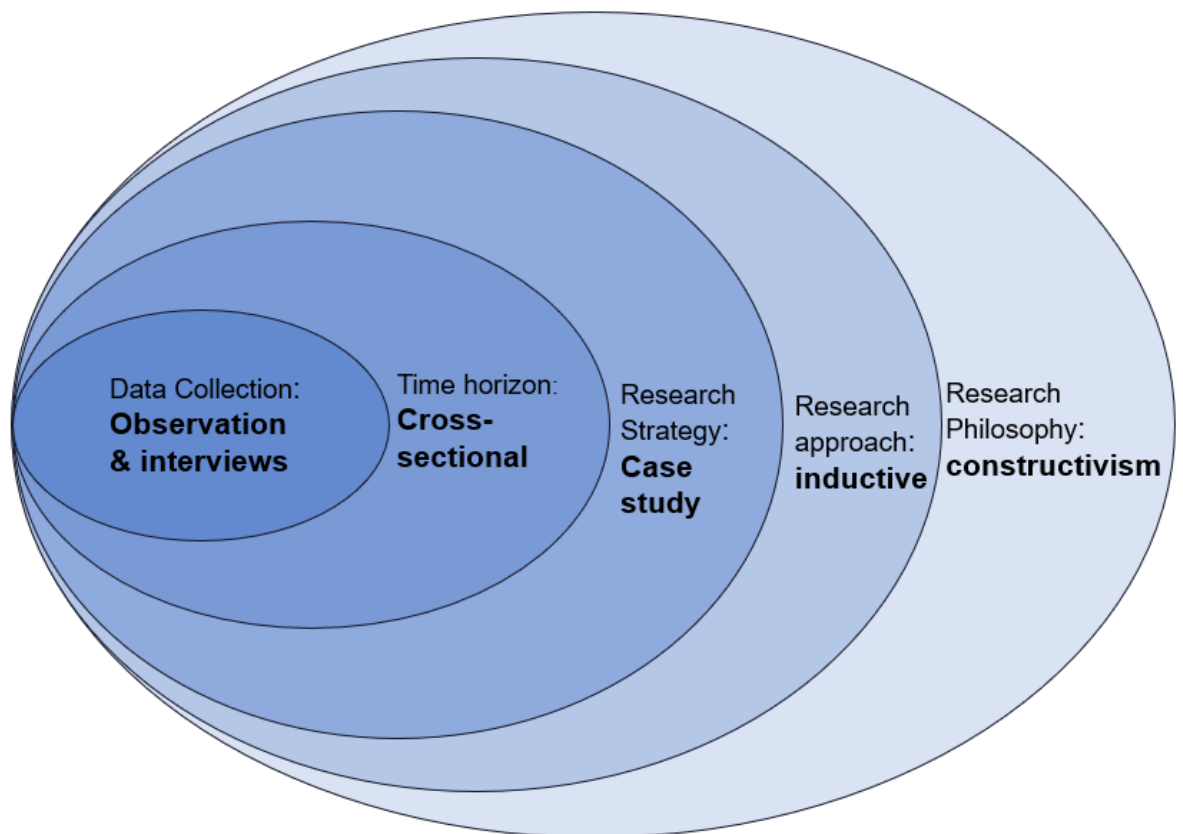 Data Collection:
Observation
& interviews
Time horizon:
Cross-
sectional
Research
Strategy:
Case
study
Research
approach:
inductive
Research
Philosophy:
constructivism